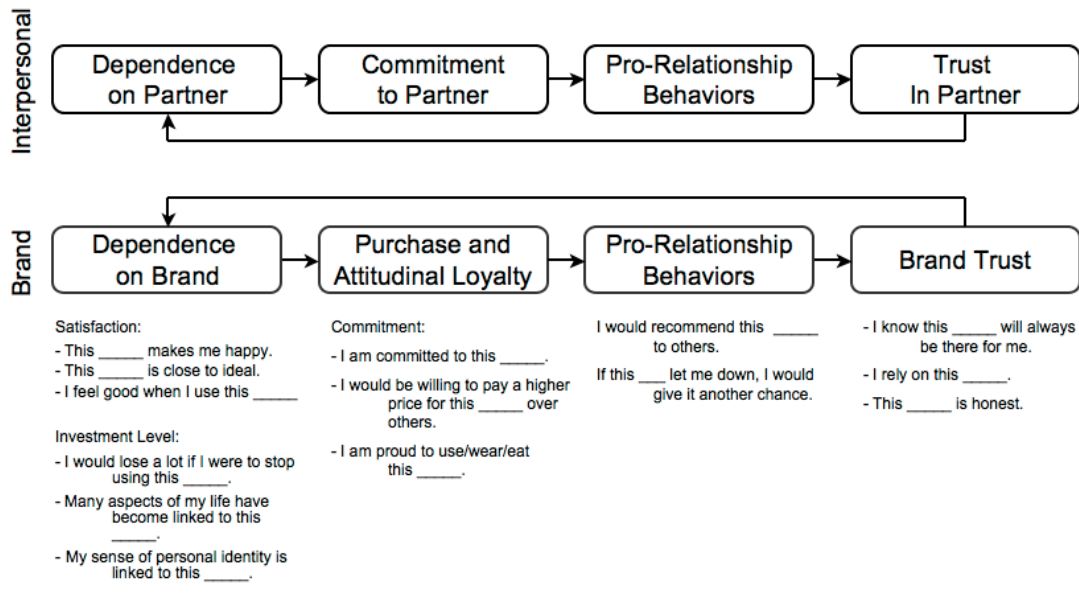 Interpersonal
Dependence
on Partner
Commitment
to Partner
Pro-Relationship
Behaviors
Trust
In Partner
Brand
Dependence
on Brand
Purchase and
Attitudinal Loyalty
Pro-Relationship
Behaviors
Brand Trust
Satisfaction:
- This _____ makes me happy.
- This _____ is close to ideal.
- I feel good when I use this _____
Investment Level:
- I would lose a lot if I were to stop
using this _____.
- Many aspects of my life have
become linked to this
_____.
- My sense of personal identity is
linked to this _____.
Commitment:
- I am committed to this _____.
- I would be willing to pay a higher
price for this _____ over
others.
- I am proud to use/wear/eat
this _____.
I would recommend this _____
to others.
If this ___ let me down, I would
give it another chance.
- I know this _____ will always
be there for me.
- I rely on this _____.
- This _____ is honest.